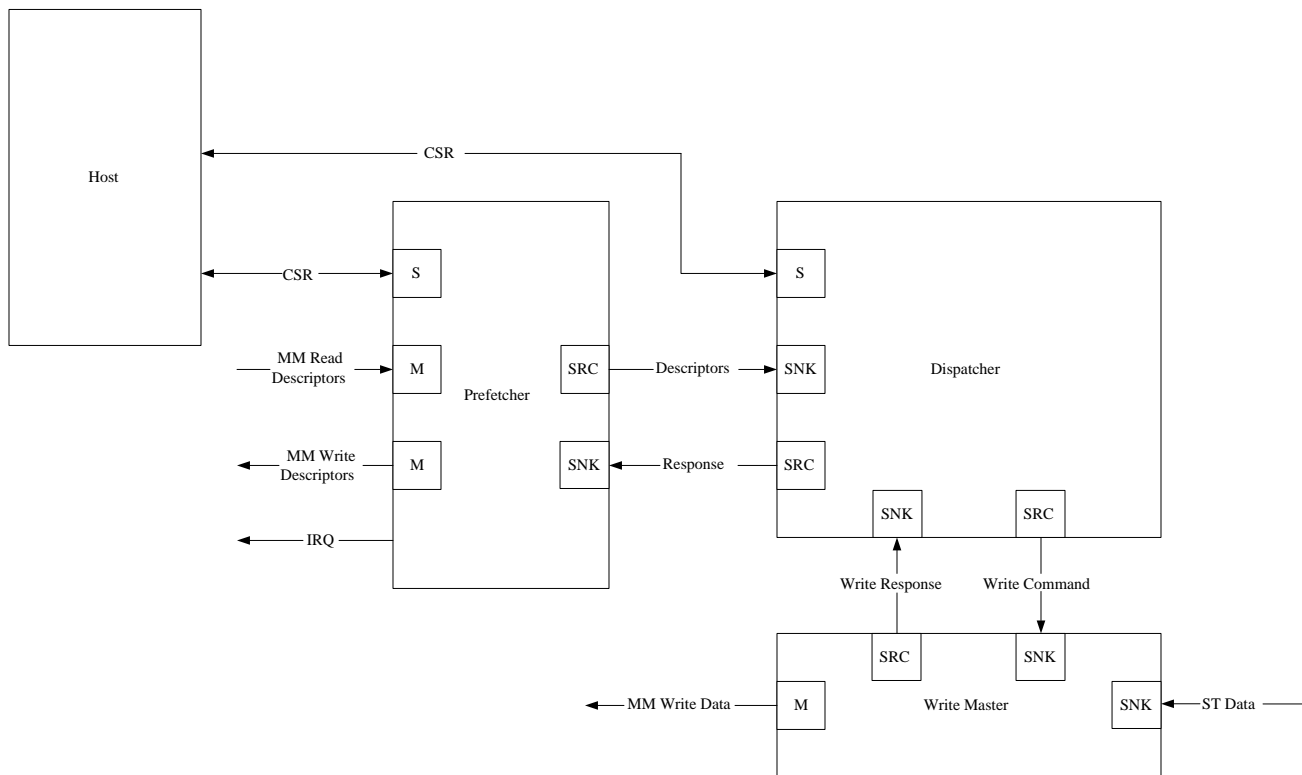 CSR
Host
CSR
S
S
MM Read
Descriptors
M
SRC
Descriptors
SNK
Dispatcher
Prefetcher
MM Write
Descriptors
M
SNK
Response
SRC
SNK
SRC
IRQ
Write Response
Write Command
SRC
SNK
MM Write Data
M
Write Master
SNK
ST Data